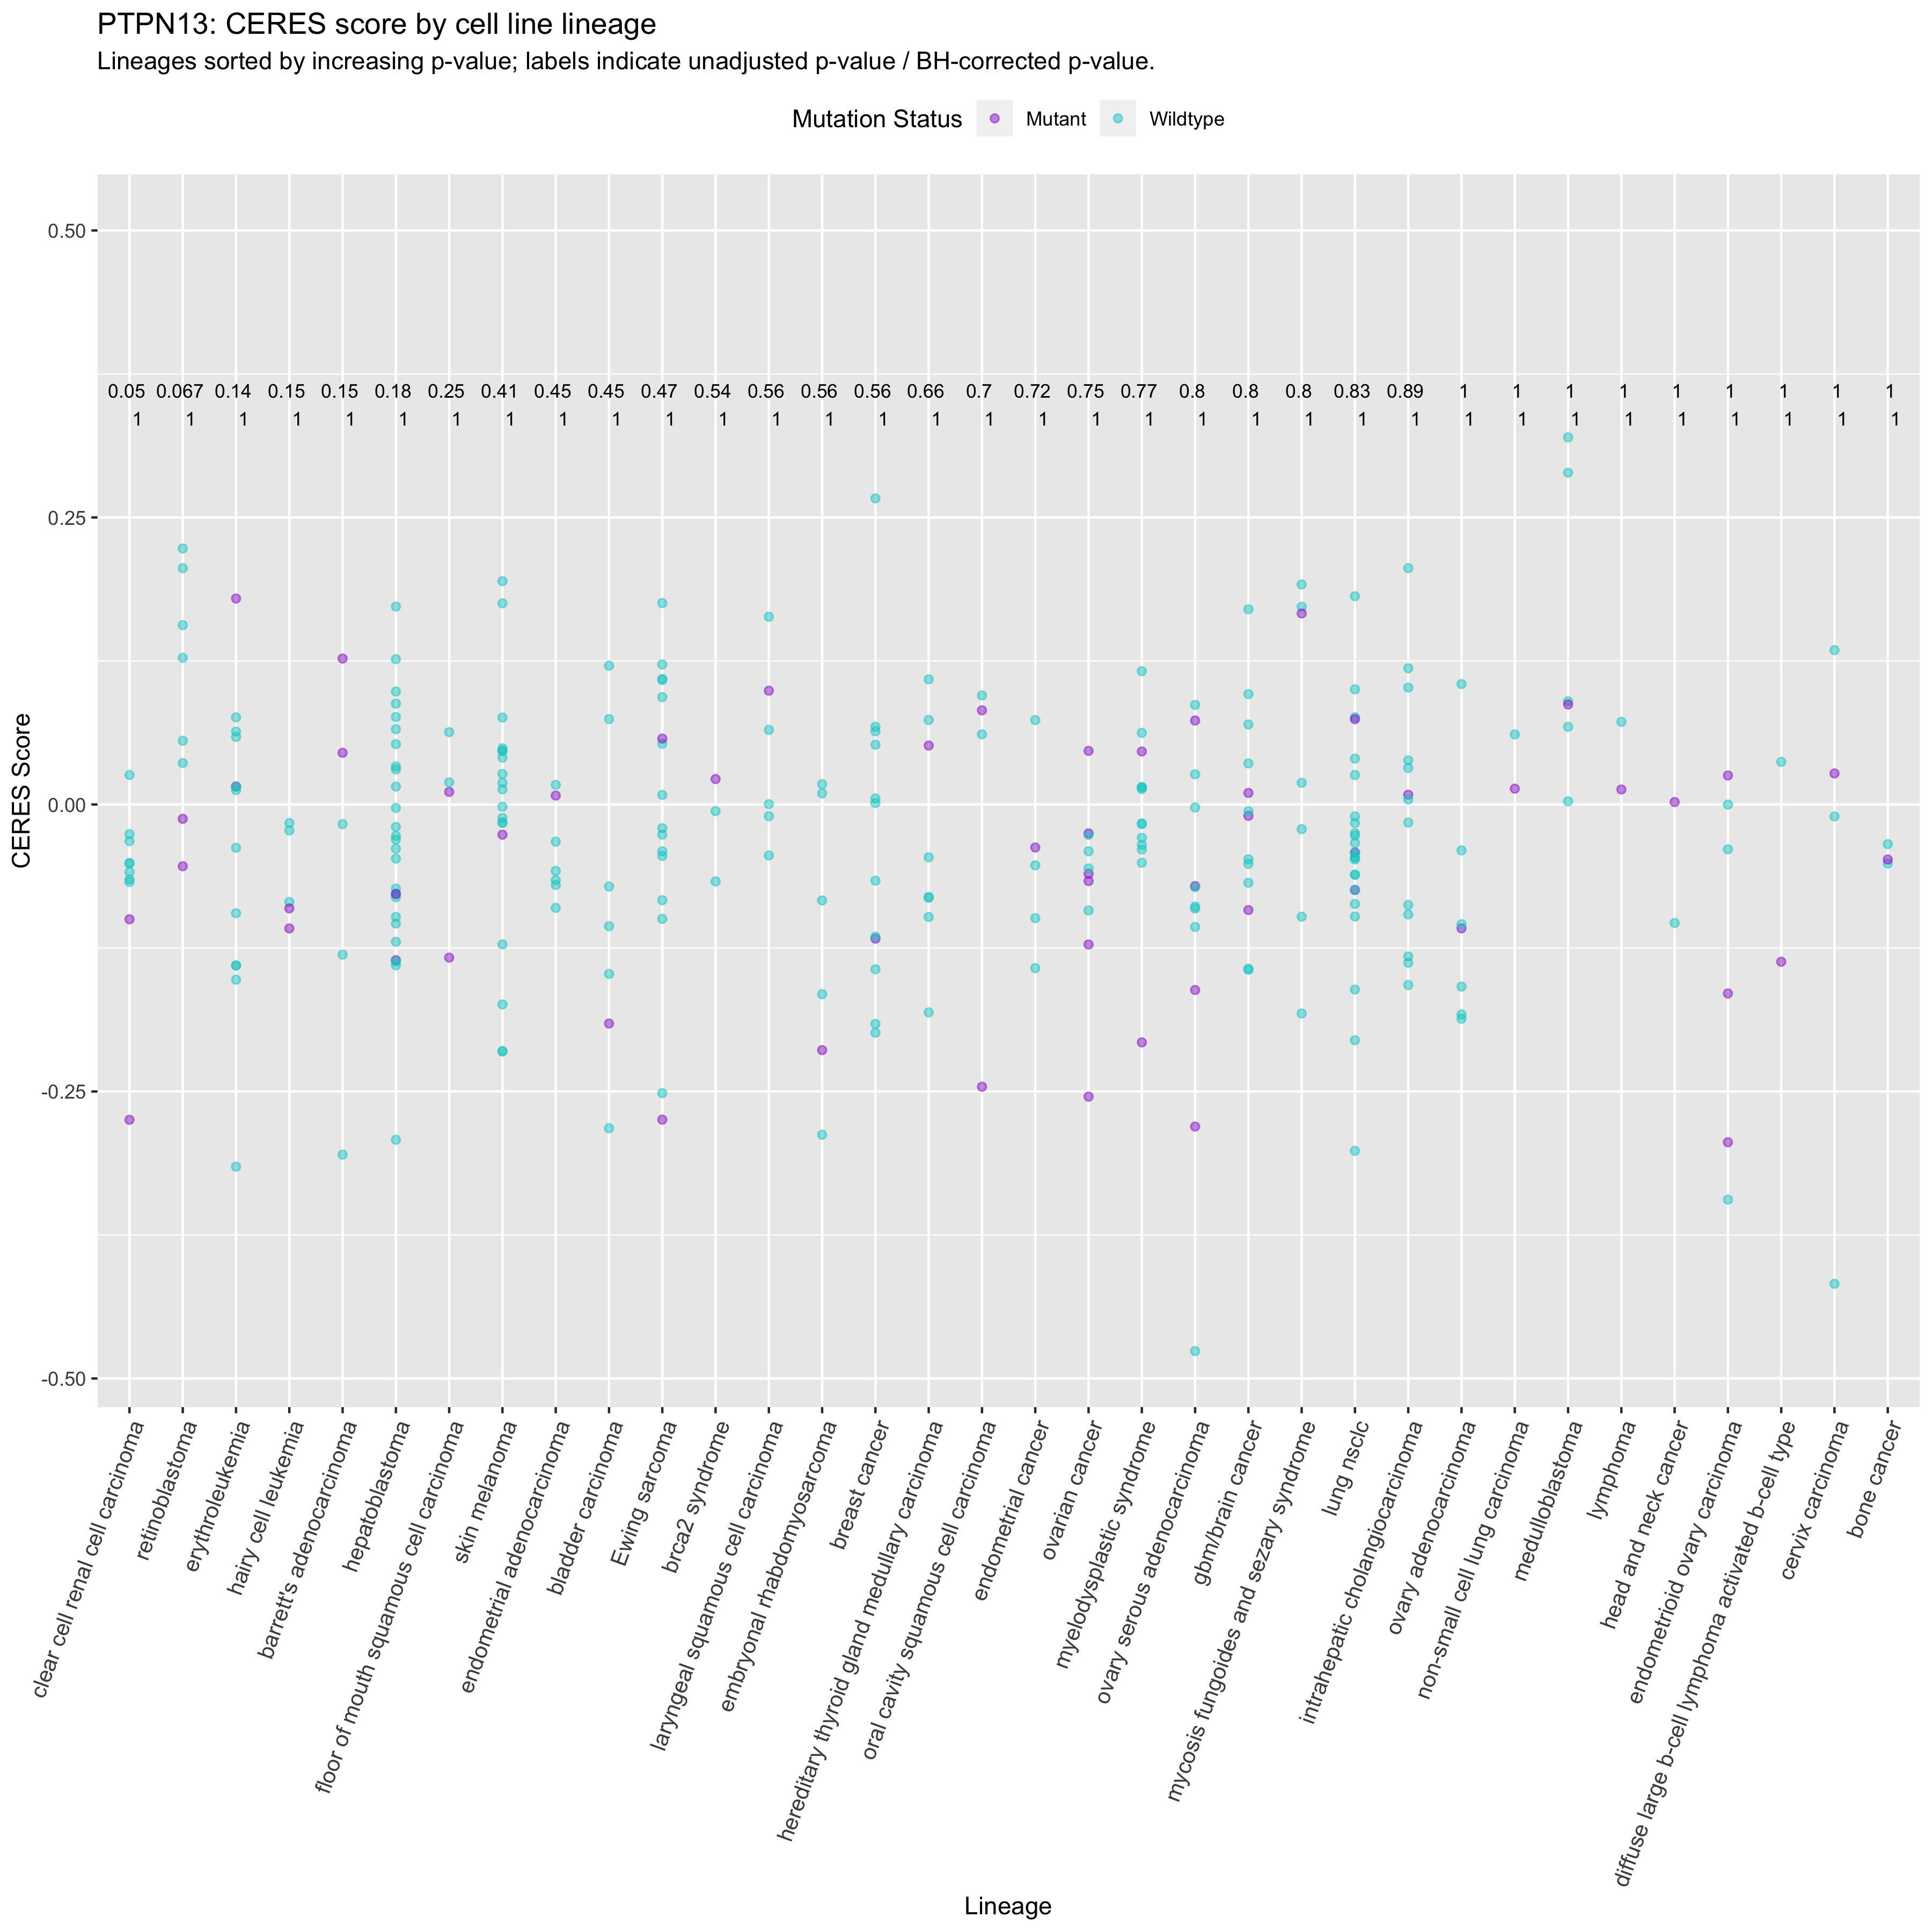 PTPN13: CERES score by cell line lineage
Lineages sorted by increasing p-value; labels indicate unadjusted p-value / BH-corrected p-value.
Mutation Status Mutant Wildtype
0.50
0.05 0.067 0.14 0.15 0.15 0.18 0.25 0.41 0.45 0.45 0.47 0.54 0.56 0.56 0.56 0.66 0.7 0.72 0.75 0.77 0.8 0.8 0.8 0.83 0.89 1 1 1 1 1 1 1 1 1
1 1 1 1 1 1 1 1 1 1 1 1 1 1 1 1 1 1 1 1 1 1 1 1 1 1 1 1 1 1 1 1 1 1
0.25
0.00
-0.25
-0.50
CERES Score
clear cell renal cell carcinoma
retinoblastoma
erythroleukemia
hairy cell leukemia
barrett's adenocarcinoma
hepatoblastoma
floor of mouth squamous cell carcinoma
skin melanoma
endometrial adenocarcinoma
bladder carcinoma
Ewing sarcoma
brca2 syndrome
laryngeal squamous cell carcinoma
embryonal rhabdomyosarcoma
breast cancer
hereditary thyroid gland medullary carcinoma
oral cavity squamous cell carcinoma
endometrial cancer
ovarian cancer
myelodysplastic syndrome
ovary serous adenocarcinoma
gbm/brain cancer
mycosis fungoides and sezary syndrome
lung nsclc
intrahepatic cholangiocarcinoma
ovary adenocarcinoma
non-small cell lung carcinoma
medulloblastoma
lymphoma
head and neck cancer
endometrioid ovary carcinoma
diffuse large b-cell lymphoma activated b-cell type
cervix carcinoma
bone cancer
Lineage